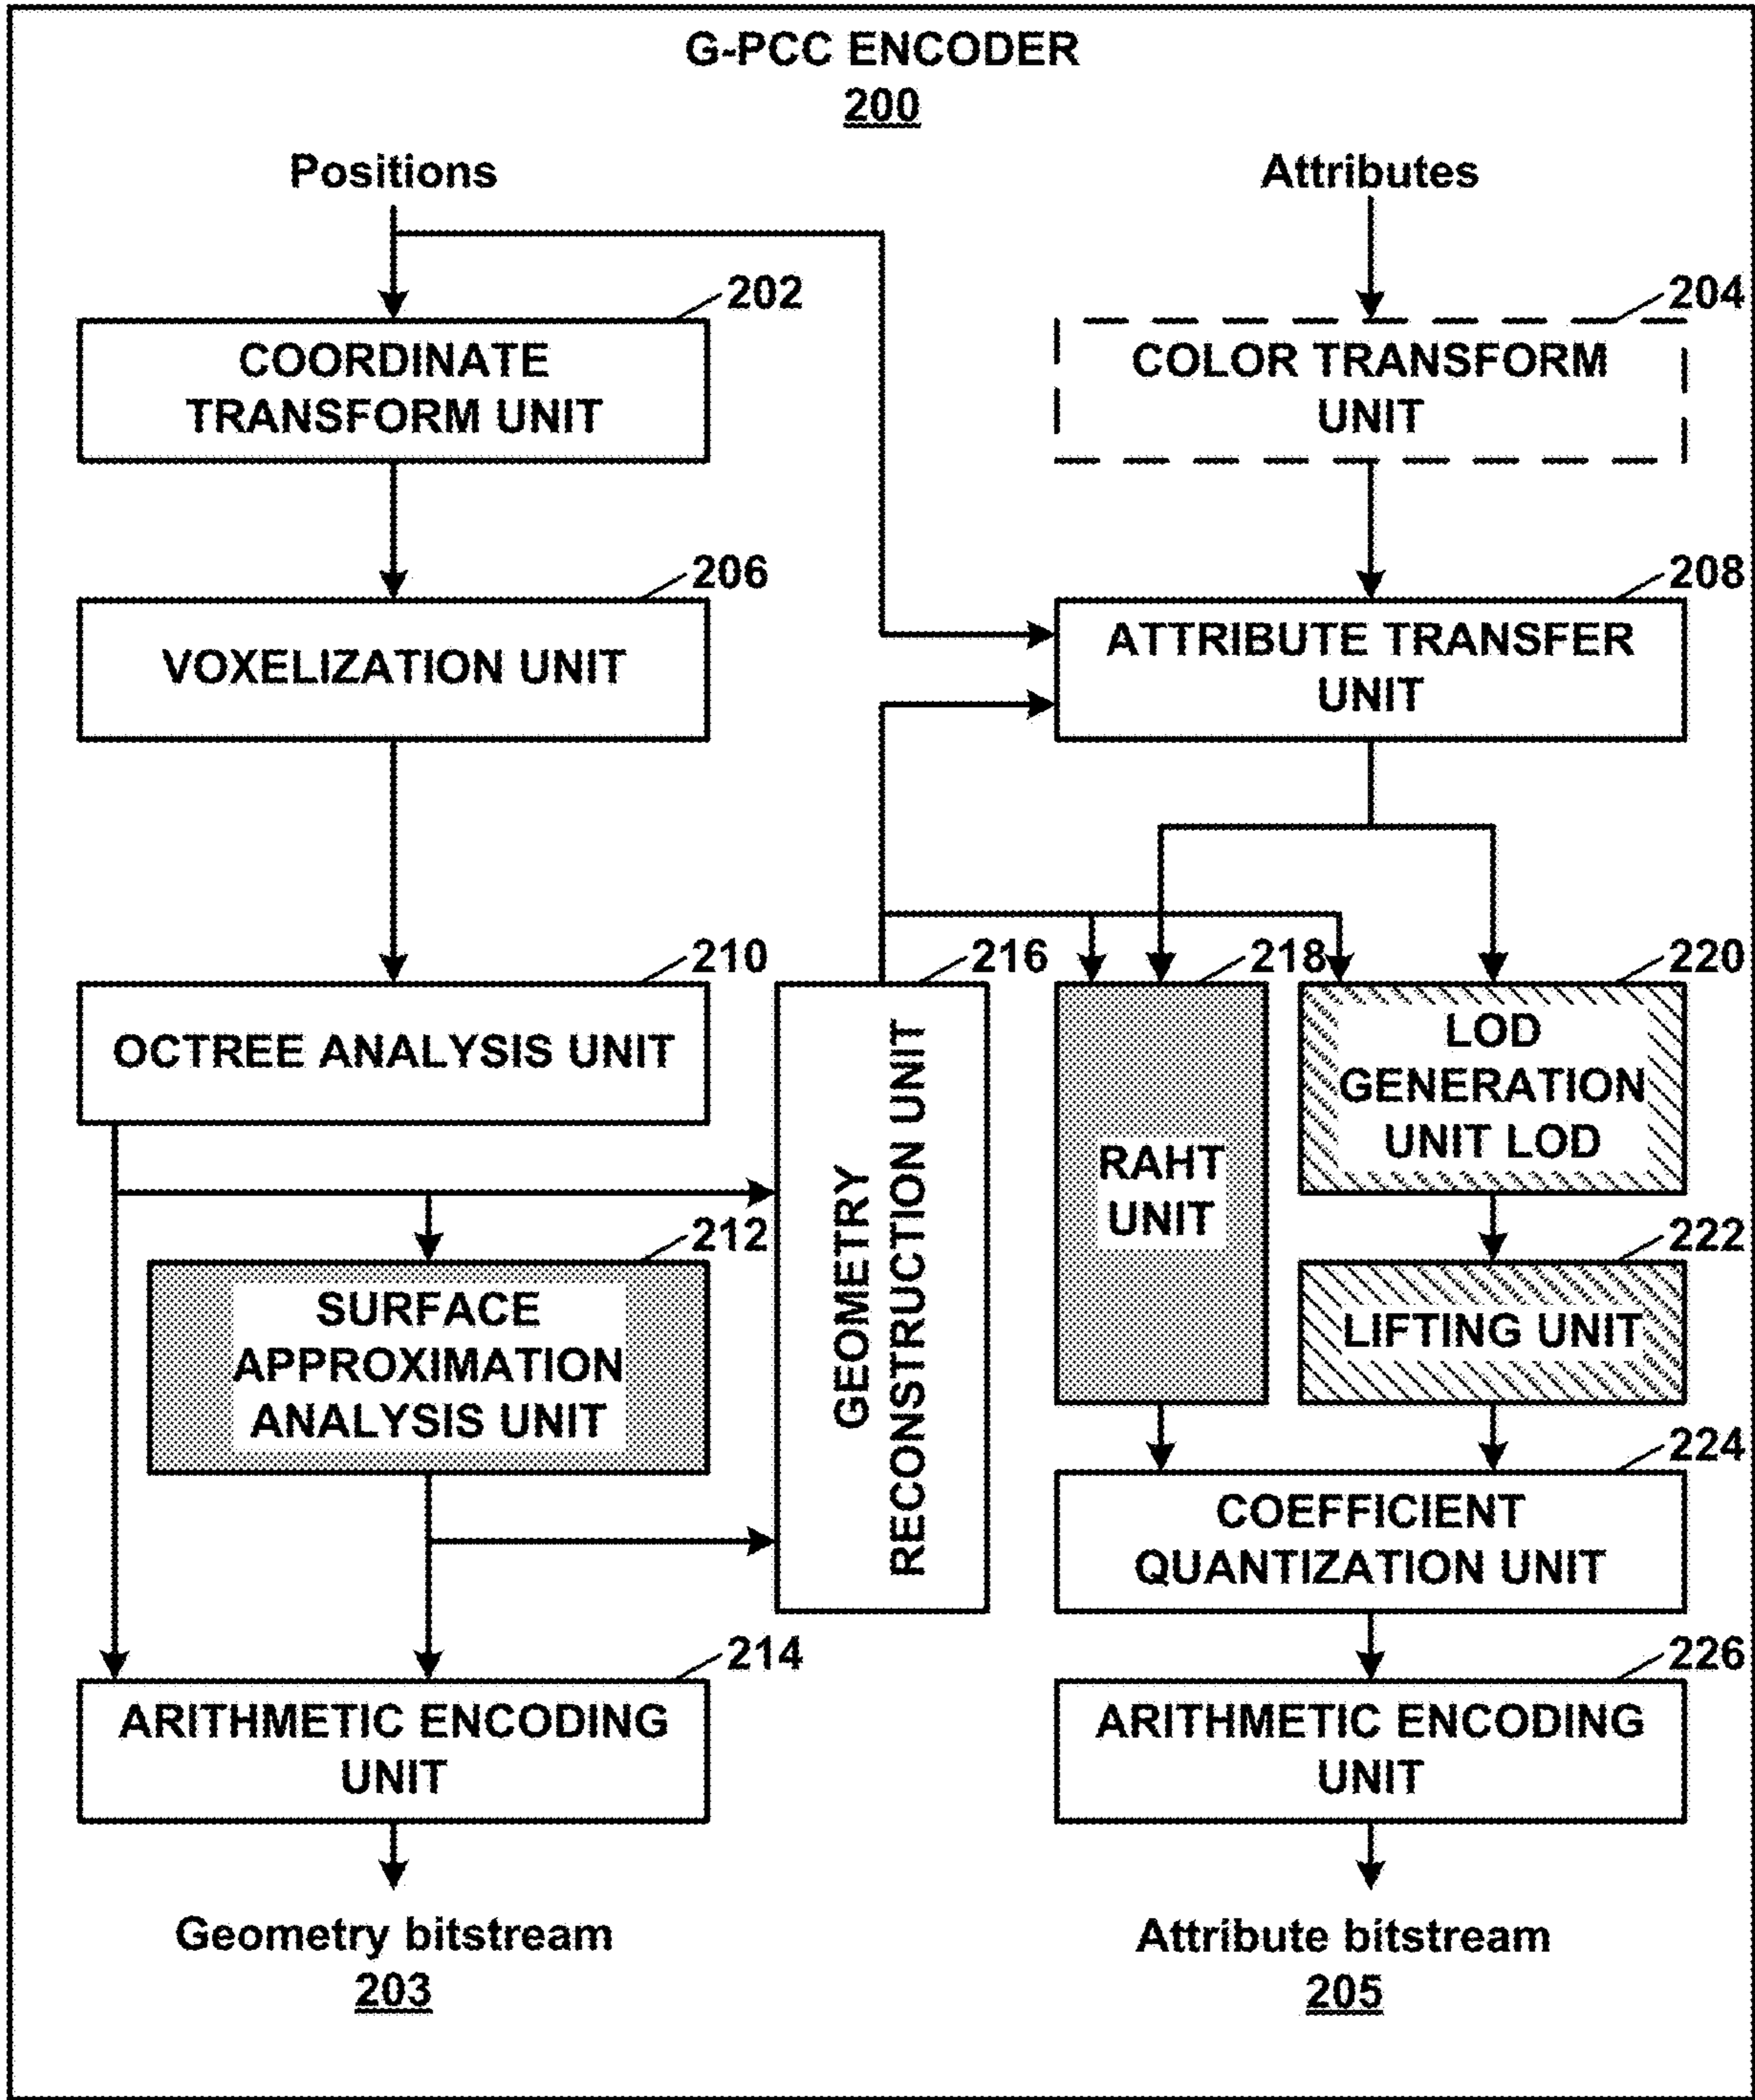 G-PCC ENCODER
200
Positions
Attributes
202
204
COORDINATE
TRANSFORM UNIT
COLOR TRANSFORM
UNIT
206
208
VOXELIZATION UNIT
ATTRIBUTE TRANSFER
UNIT
210
216
218
220
OCTREE ANALYSIS UNIT
GEOMETRY
RECONSTRUCTION UNIT
RAHT
UNIT
LOD
GENERATION
UNIT LOD
212
222
SURFACE
APPROXIMATION
ANALYSIS UNIT
LIFTING UNIT
224
COEFFICIENT
QUANTIZATION UNIT
214
226
ARITHMETIC ENCODING
UNIT
ARITHMETIC ENCODING
UNIT
Geometry bitstream
203
Attribute bitstream
205